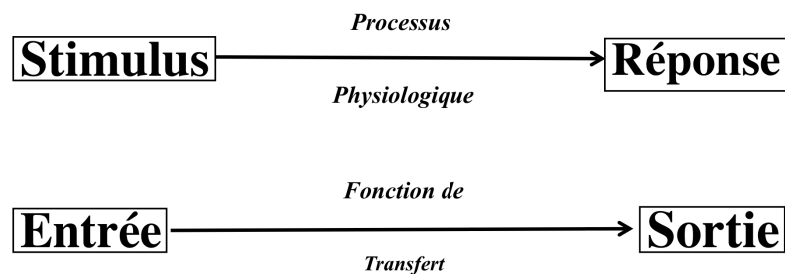 Processus
Stimulus Réponse
Physiologique
Fonction de
Entrée Sortie
Transfert